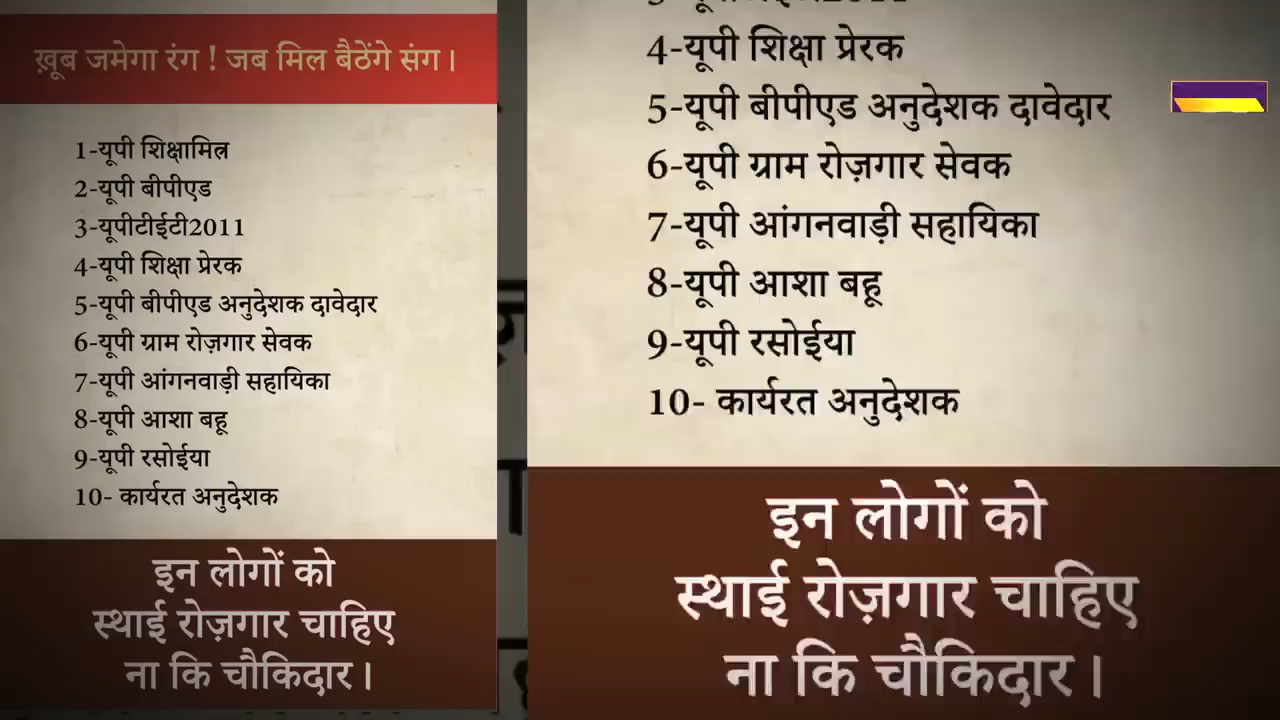 ख़ूब जमेगा रंग ! जब मिल बैठेंगे संग ।
1-यूपी शिक्षामित्र
2-यूपी बीपीएड
3-यूपीटीईटी2011
4-यूपी शिक्षा प्रेरक
5-यूपी बीपीएड अनुदेशक दावेदार
6-यूपी ग्राम रोज़गार सेवक
7-यूपी आंगनवाड़ी सहायिका
8-यूपी आशा बहू
9-यूपी रसोईया
10- कार्यरत अनुदेशक
इन लोगों को
स्थाई रोज़गार चाहिए
ना कि चौकिदार ।
4-यूपी शिक्षा प्रेरक
5-यूपी बीपीएड अनुदेशक दावेदार
6-यूपी ग्राम रोज़गार सेवक
7-यूपी आंगनवाड़ी सहायिका
8-यूपी आशा बहू
9-यूपी रसोईया
10- कार्यरत अनुदेशक
इन लोगों को
स्थाई रोज़गार चाहिए
ना कि चौकिदार ।